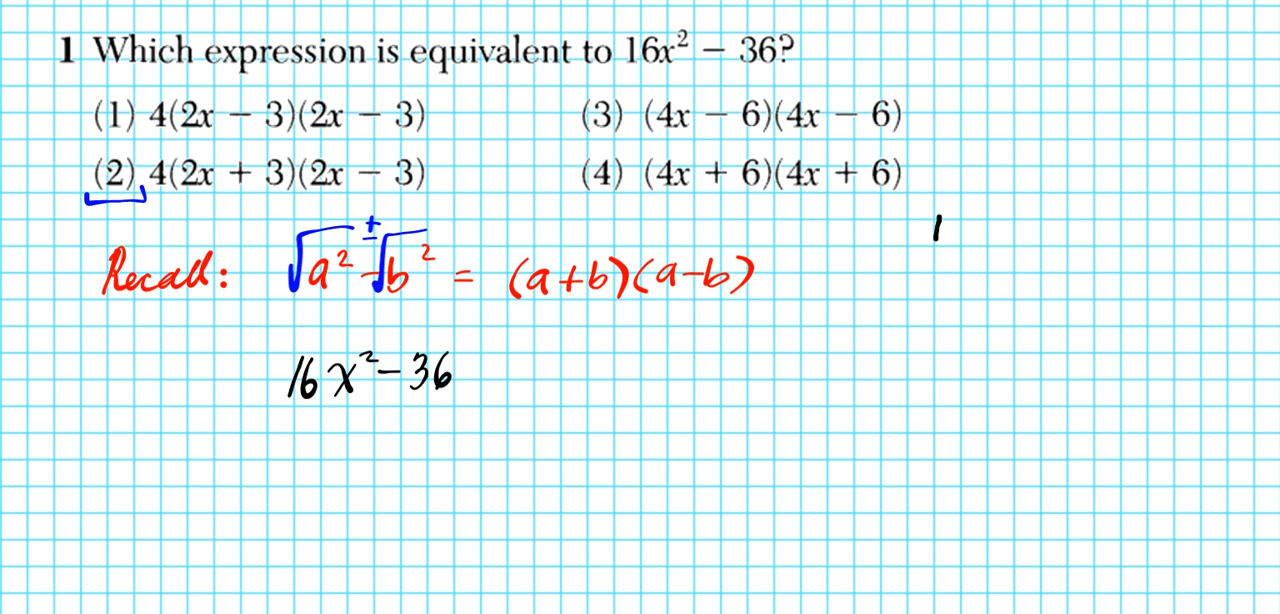 1 Which expression is equivalent to 16x² − 36?
(1) 4(2x − 3)(2x − 3)
(3) (4x − 6)(4x − 6)
(2) 4(2x + 3)(2x − 3)
(4) (4x + 6)(4x + 6)
Recall: √a² ± √b² = (a+b)(a-b)
16x² - 36